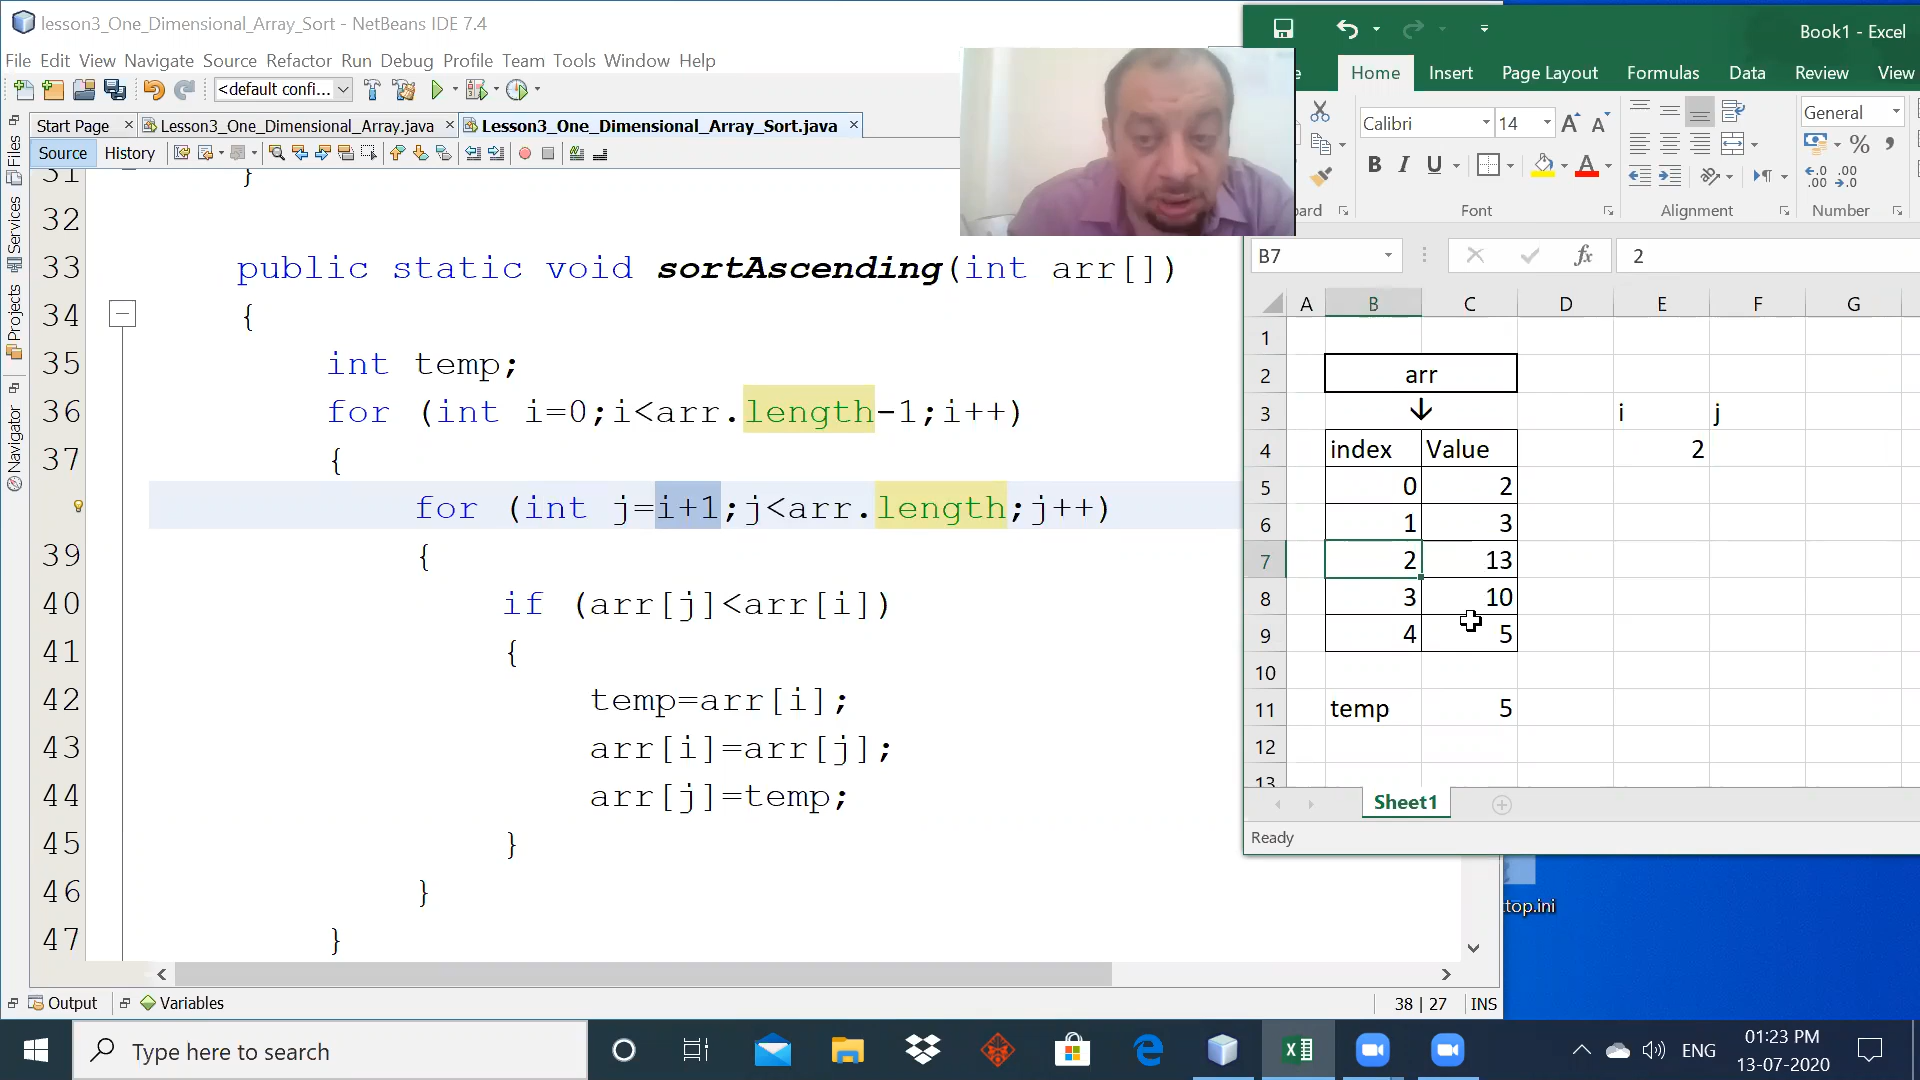 lesson3_One_Dimensional_Array_Sort - NetBeans IDE 7.4
File Edit View Navigate Source Refactor Run Debug Profile Team Tools Window Help
<default confi...
Start Page Lesson3_One_Dimensional_Array.java Lesson3_One_Dimensional_Array_Sort.java
Source History
Files
Services
Projects
Navigator
31 }
32
33 public static void sortAscending(int arr[])
34 {
35 int temp;
36 for (int i=0;i<arr.length-1;i++)
37 {
for (int j=i+1;j<arr.length;j++)
39 {
40 if (arr[j]<arr[i])
41 {
42 temp=arr[i];
43 arr[i]=arr[j];
44 arr[j]=temp;
45 }
46 }
47 }
Output Variables
38 | 27 INS
Book1 - Excel
Home Insert Page Layout Formulas Data Review View
Calibri 14 General
B I U A % ,
Font Alignment Number
B7 fx 2
A B C D E F G
1
2 arr
3 i j
4 index Value 2
5 0 2
6 1 3
7 2 13
8 3 10
9 4 5
10
11 temp 5
12
13
Sheet1
Ready
top.ini
Type here to search
ENG
01:23 PM
13-07-2020